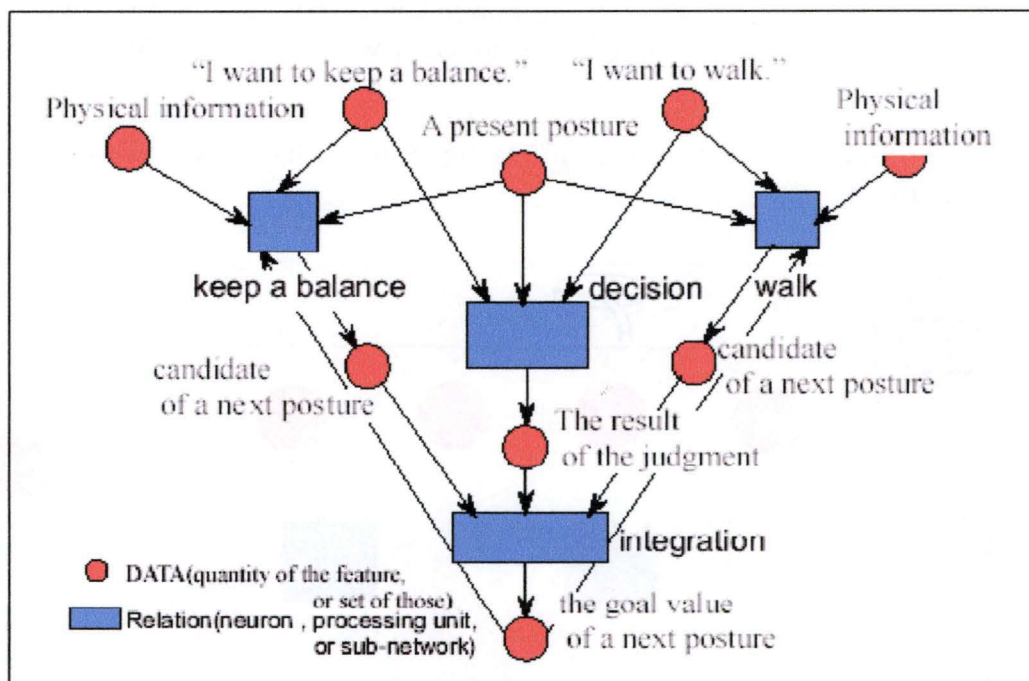 “I want to keep a balance.”
“I want to walk.”
Physical information
A present posture
Physical
information
keep a balance
decision
walk
candidate
of a next posture
candidate
of a next posture
The result
of the judgment
integration
DATA(quantity of the feature,
or set of those)
Relation(neuron , processing unit,
or sub-network)
the goal value
of a next posture